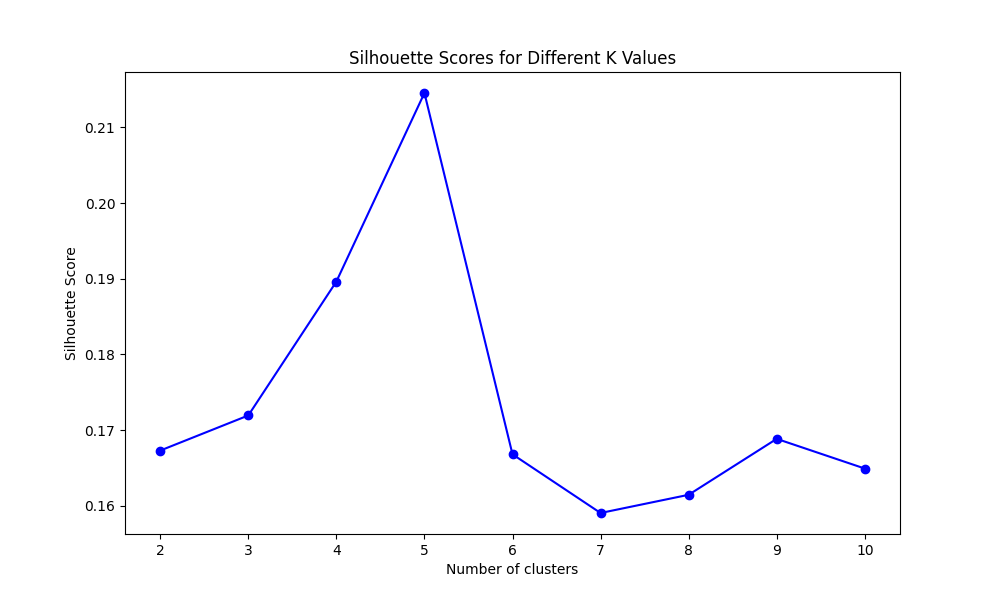 Silhouette Scores for Different K Values
Silhouette Score
0.21
0.20
0.19
0.18
0.17
0.16
2 3 4 5 6 7 8 9 10
Number of clusters